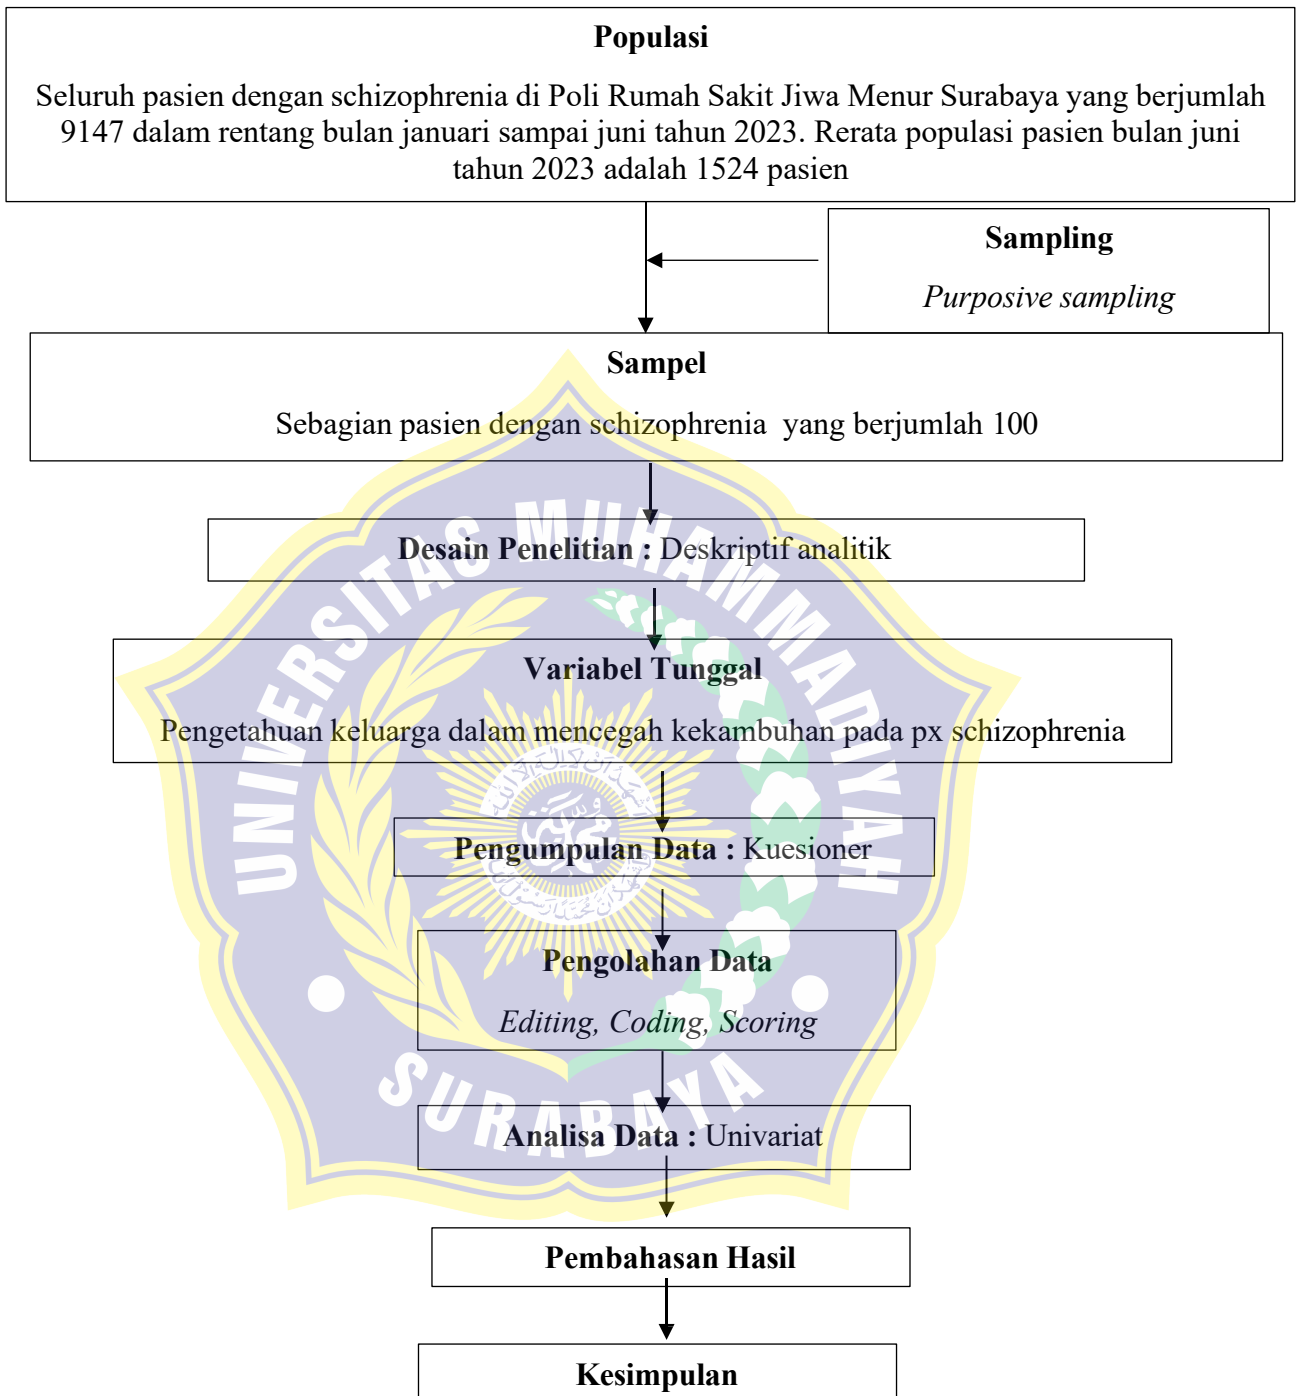 Populasi
Seluruh pasien dengan schizophrenia di Poli Rumah Sakit Jiwa Menur Surabaya yang berjumlah
9147 dalam rentang bulan januari sampai juni tahun 2023. Rerata populasi pasien bulan juni
tahun 2023 adalah 1524 pasien
Sampling
Purposive sampling
Sampel
Sebagian pasien dengan schizophrenia yang berjumlah 100
Desain Penelitian : Deskriptif analitik
Variabel Tunggal
Pengetahuan keluarga dalam mencegah kekambuhan pada px schizophrenia
Pengumpulan Data : Kuesioner
Pengolahan Data
Editing, Coding, Scoring
Analisa Data : Univariat
Pembahasan Hasil
Kesimpulan
UNIVERSITAS MUHAMMADIYAH
SURABAYA